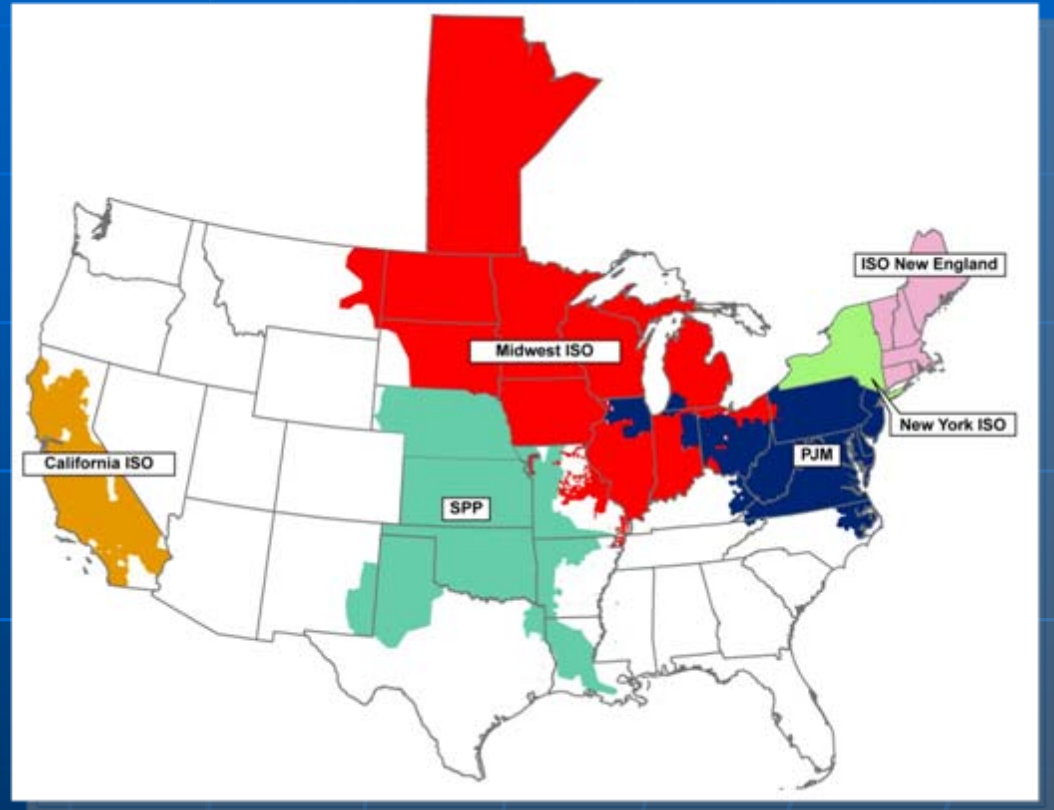 ISO New England
Midwest ISO
New York ISO
California ISO
PJM
SPP